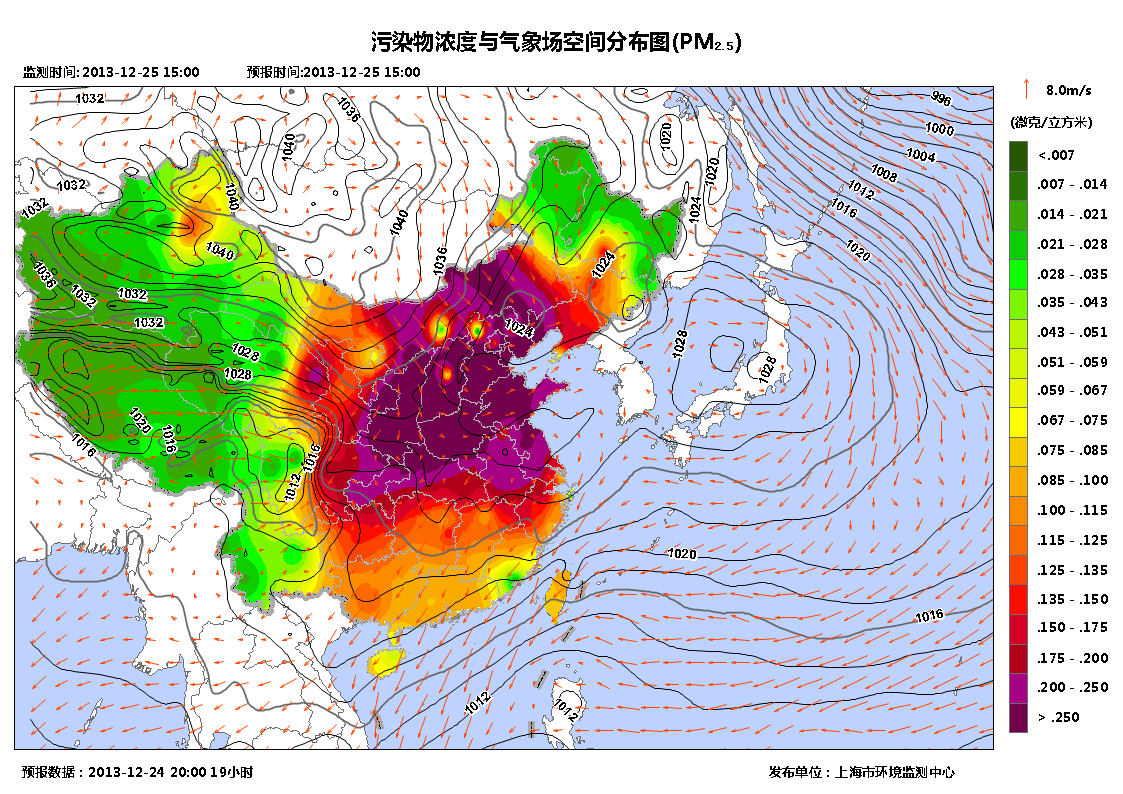 污染物浓度与气象场空间分布图(PM2.5)
监测时间:2013-12-25 15:00 预报时间:2013-12-25 15:00
8.0m/s
(微克/立方米)
<.007
.007 - .014
.014 - .021
.021 - .028
.028 - .035
.035 - .043
.043 - .051
.051 - .059
.059 - .067
.067 - .075
.075 - .085
.085 - .100
.100 - .115
.115 - .125
.125 - .135
.135 - .150
.150 - .175
.175 - .200
.200 - .250
> .250
1032
1036
1040
1020
996
1000
1004
1008
1012
1016
1020
1032
1032
1040
1040
1020
1024
1036
1040
1036
1024
1032
1032
1032
1024
1028
1028
1028
1028
1020
1016
1016
1016
1012
1020
1016
1012
1012
预报数据：2013-12-24 20:00 19小时 发布单位：上海市环境监测中心